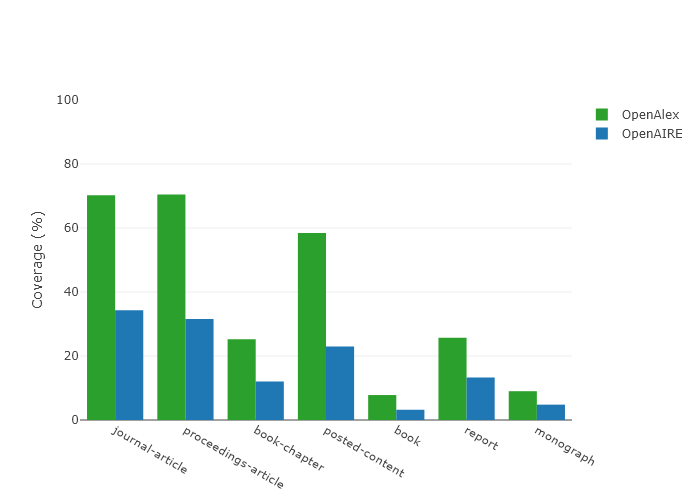 100
80
60
40
20
0
Coverage (%)
journal-article
proceedings-article
book-chapter
posted-content
book
report
monograph
OpenAlex
OpenAIRE